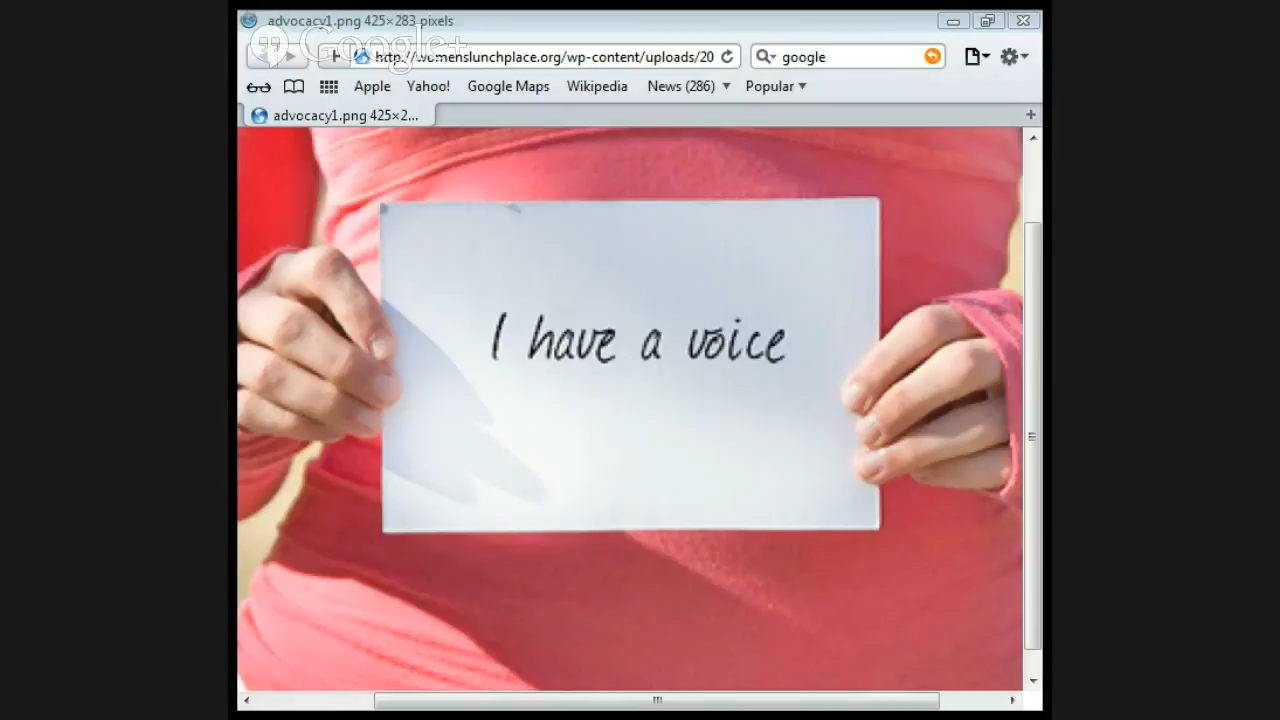 advocacy1.png 425×283 pixels
Google+
http://womenslunchplace.org/wp-content/uploads/20
google
Apple
Yahoo!
Google Maps
Wikipedia
News (286)
Popular
advocacy1.png 425×2...
I have a voice